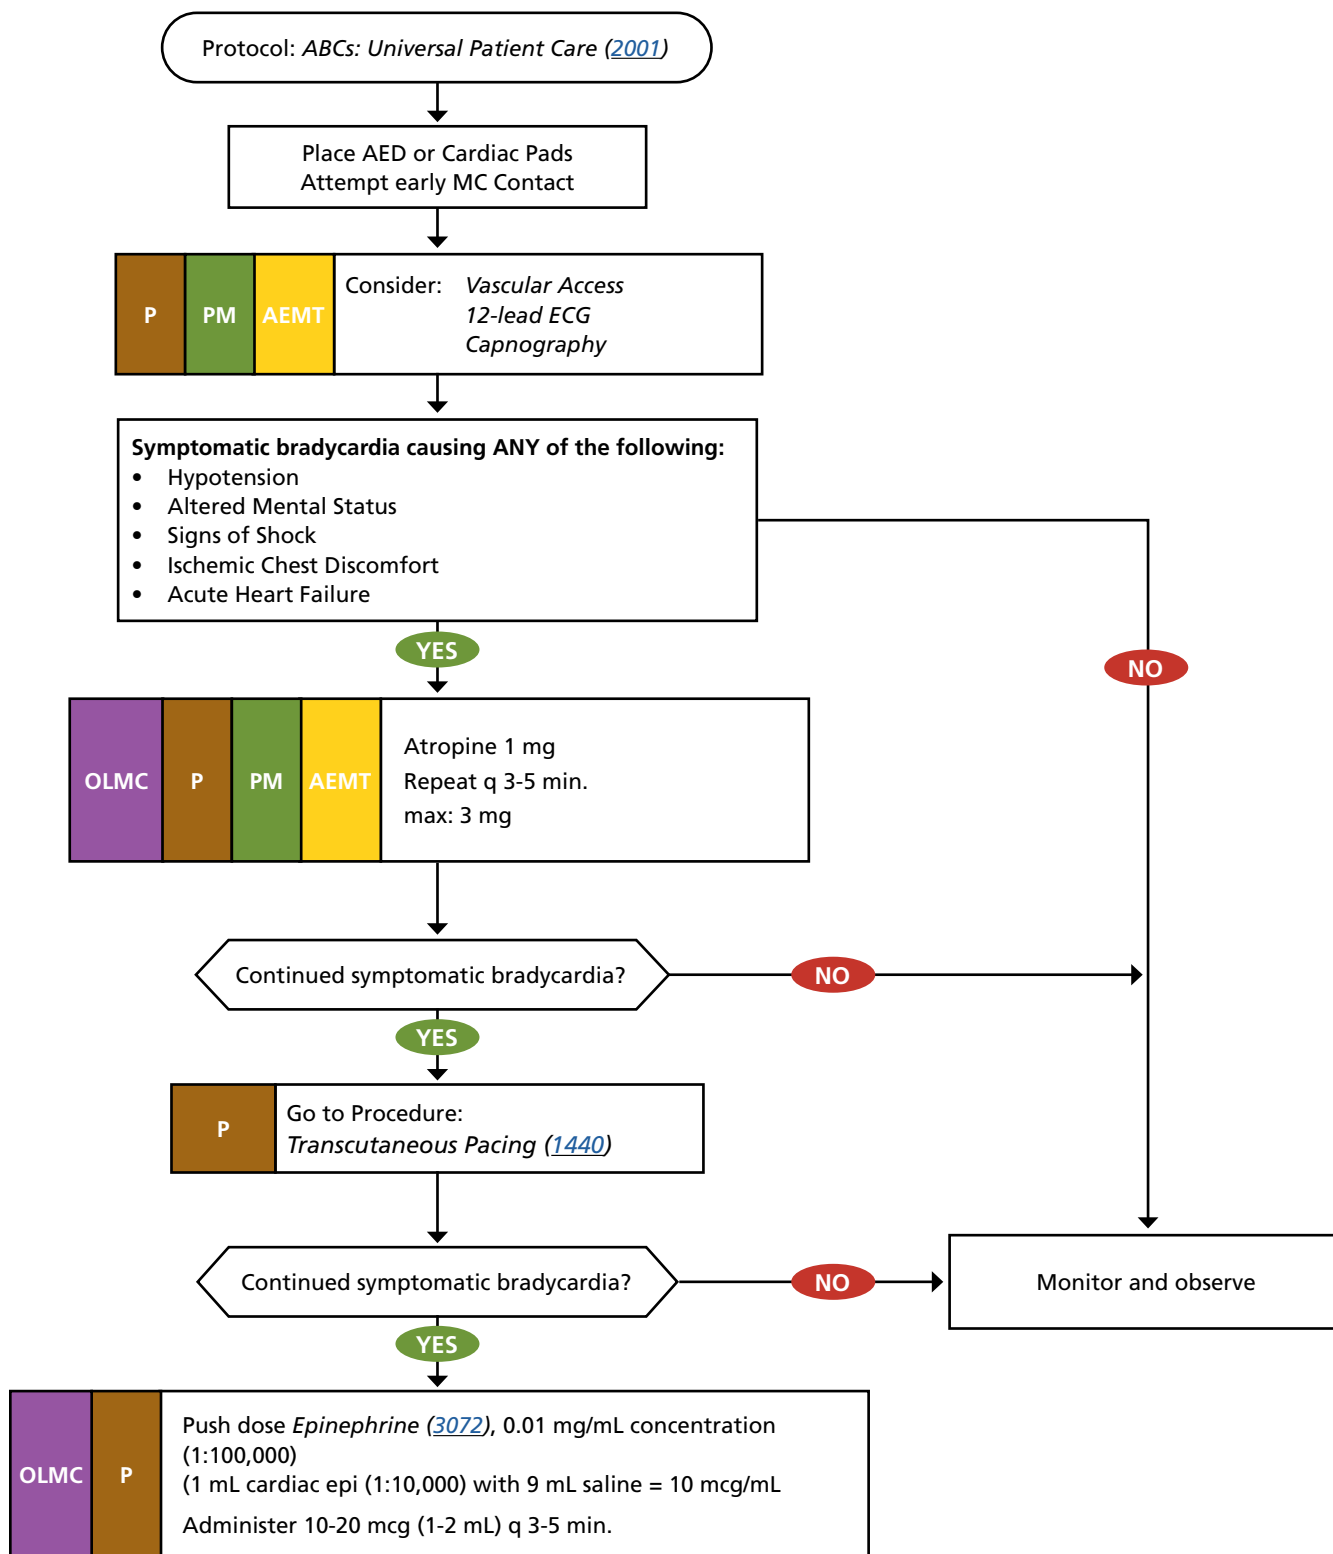 Protocol: ABCs: Universal Patient Care (2001)
Place AED or Cardiac Pads
Attempt early MC Contact
P
PM
AEMT
Consider: Vascular Access
12-lead ECG
Capnography
Symptomatic bradycardia causing ANY of the following:
• Hypotension
• Altered Mental Status
• Signs of Shock
• Ischemic Chest Discomfort
• Acute Heart Failure
YES
NO
OLMC
P
PM
AEMT
Atropine 1 mg
Repeat q 3-5 min.
max: 3 mg
Continued symptomatic bradycardia?
NO
YES
P
Go to Procedure:
Transcutaneous Pacing (1440)
Continued symptomatic bradycardia?
NO
Monitor and observe
YES
OLMC
P
Push dose Epinephrine (3072), 0.01 mg/mL concentration
(1:100,000)
(1 mL cardiac epi (1:10,000) with 9 mL saline = 10 mcg/mL
Administer 10-20 mcg (1-2 mL) q 3-5 min.